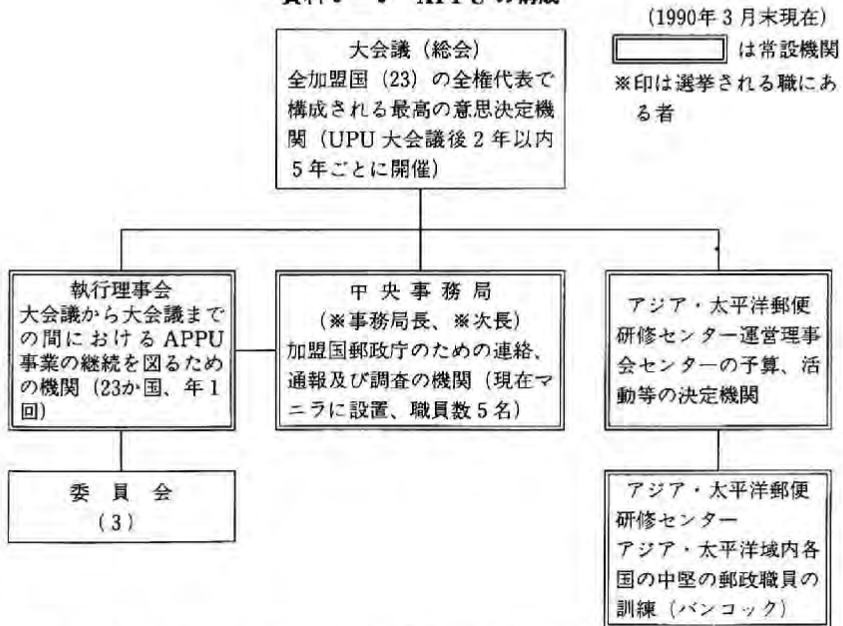 APPUの構成
(1990年3月末現在)
は常設機関
※印は選挙される職にあ
る者
大会議(総会)
全加盟国(23)の全権代表で
構成される最高の意思決定機
関(UPU大会議後2年以内
5年ごとに開催)
執行理事会
大会議から大会議まで
の間におけるAPPU
事業の継続を図るため
の機関(23か国、年1
回)
中央事務局
(※事務局長、※次長)
加盟国郵政庁のための連絡、
通報及び調査の機関(現在マ
ニラに設置、職員数5名)
アジア・太平洋郵便
研修センター運営理事
会センターの予算、活
動等の決定機関
委員会
(3)
アジア・太平洋郵便
研修センター
アジア・太平洋域内各
国の中堅の郵政職員の
訓練(バンコック)